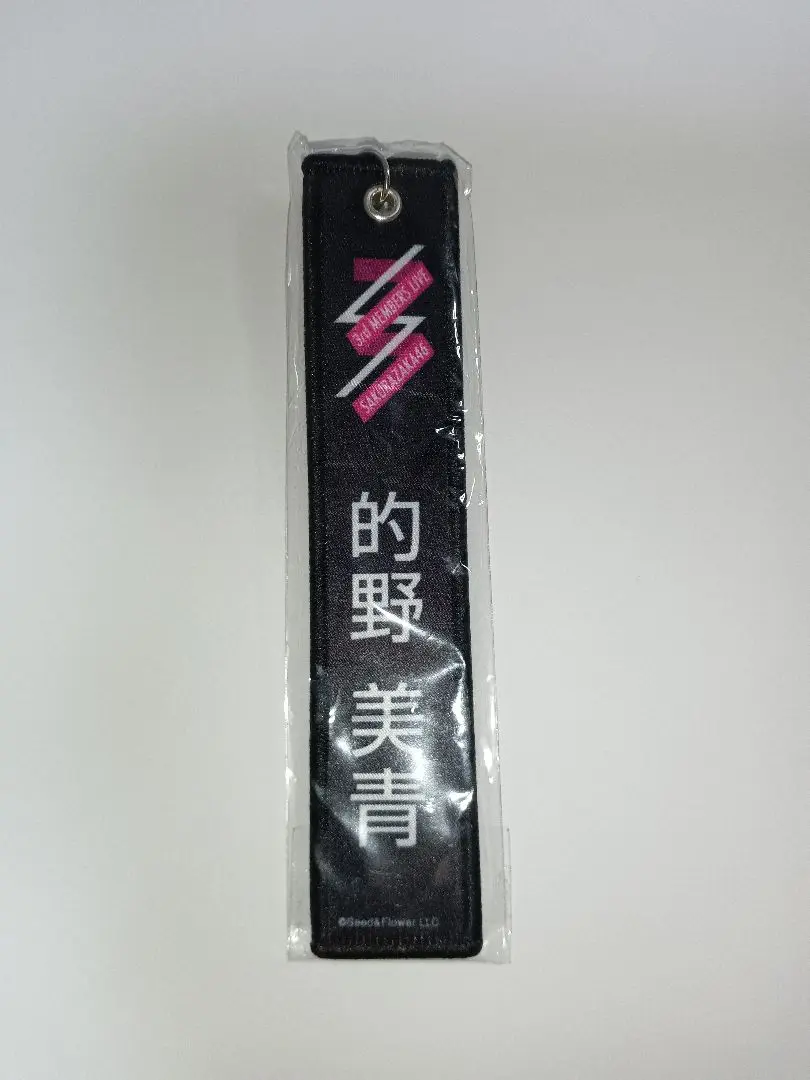 3rd MEMBERS LIVE
SAKURAZAKA46
的野 美青
©Seed&Flower LLC